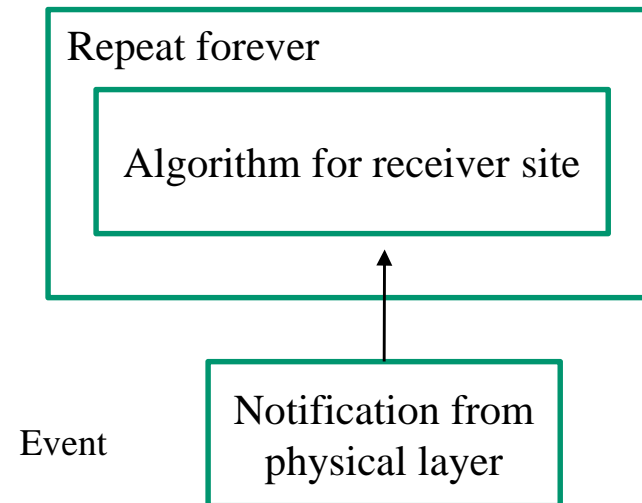 Repeat forever
Algorithm for receiver site
Event
Notification from
physical layer